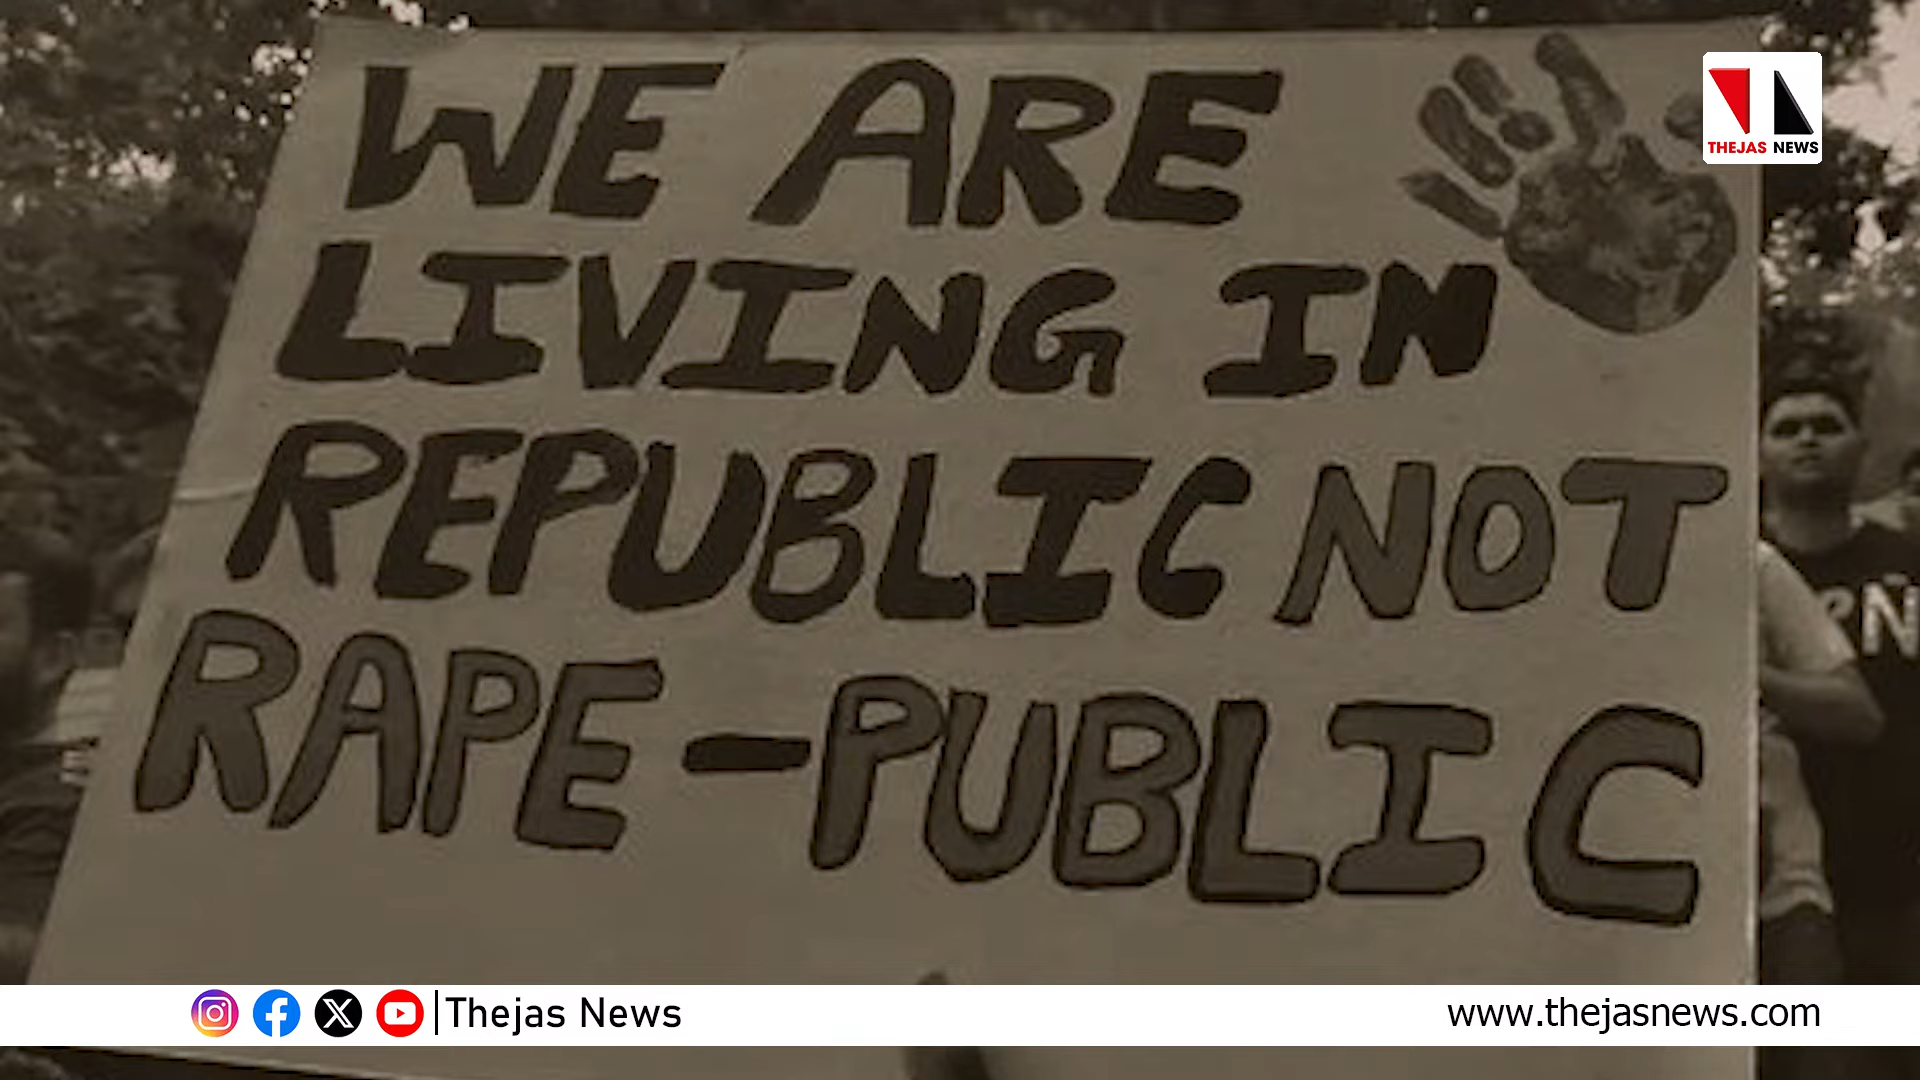 WE ARE
THEJAS NEWS
LIVING IN
REPUBLIC NOT
RAPE-PUBLIC
Thejas News
www.thejasnews.com